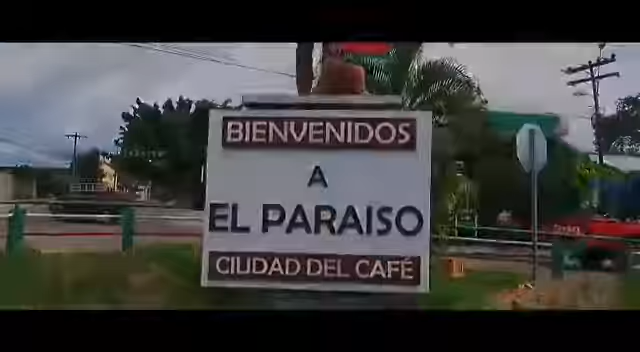 BIENVENIDOS
A
EL PARAISO
CIUDAD DEL CAFÉ